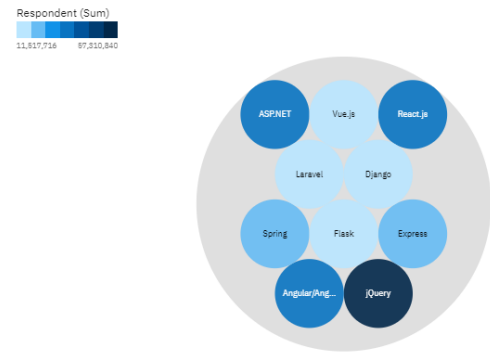 Respondent (Sum)
11,517,716 97,310,840
ASP.NET Vue.js React.js
Laravel Django
Spring Flask Express
Angular/Ang... jQuery